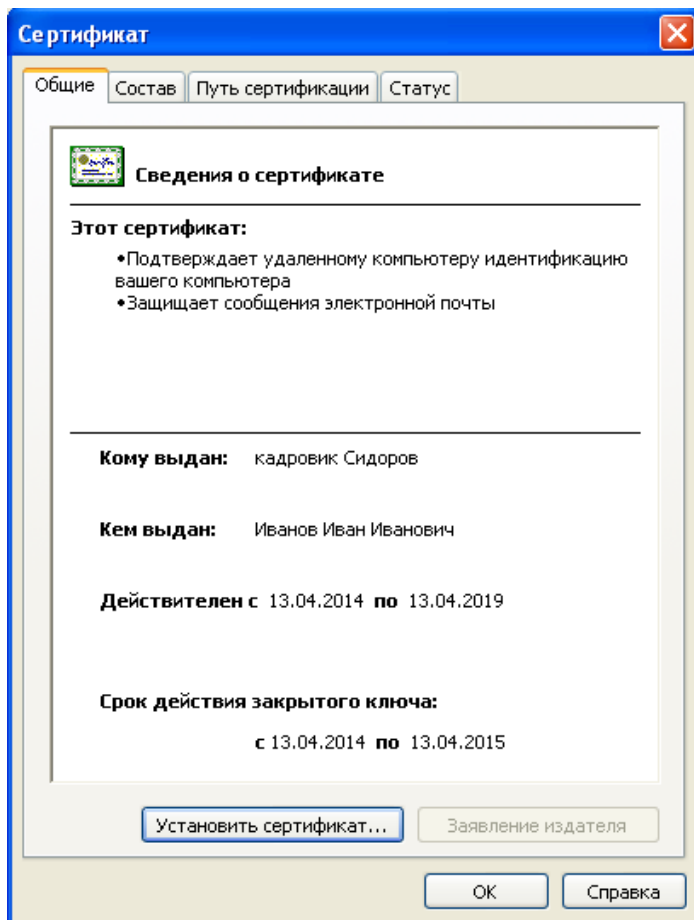 Сертификат
Общие Состав Путь сертификации Статус
Сведения о сертификате
Этот сертификат:
•Подтверждает удаленному компьютеру идентификацию
вашего компьютера
•Защищает сообщения электронной почты
Кому выдан: кадровик Сидоров
Кем выдан: Иванов Иван Иванович
Действителен с 13.04.2014 по 13.04.2019
Срок действия закрытого ключа:
с 13.04.2014 по 13.04.2015
Установить сертификат... Заявление издателя
ОК Справка